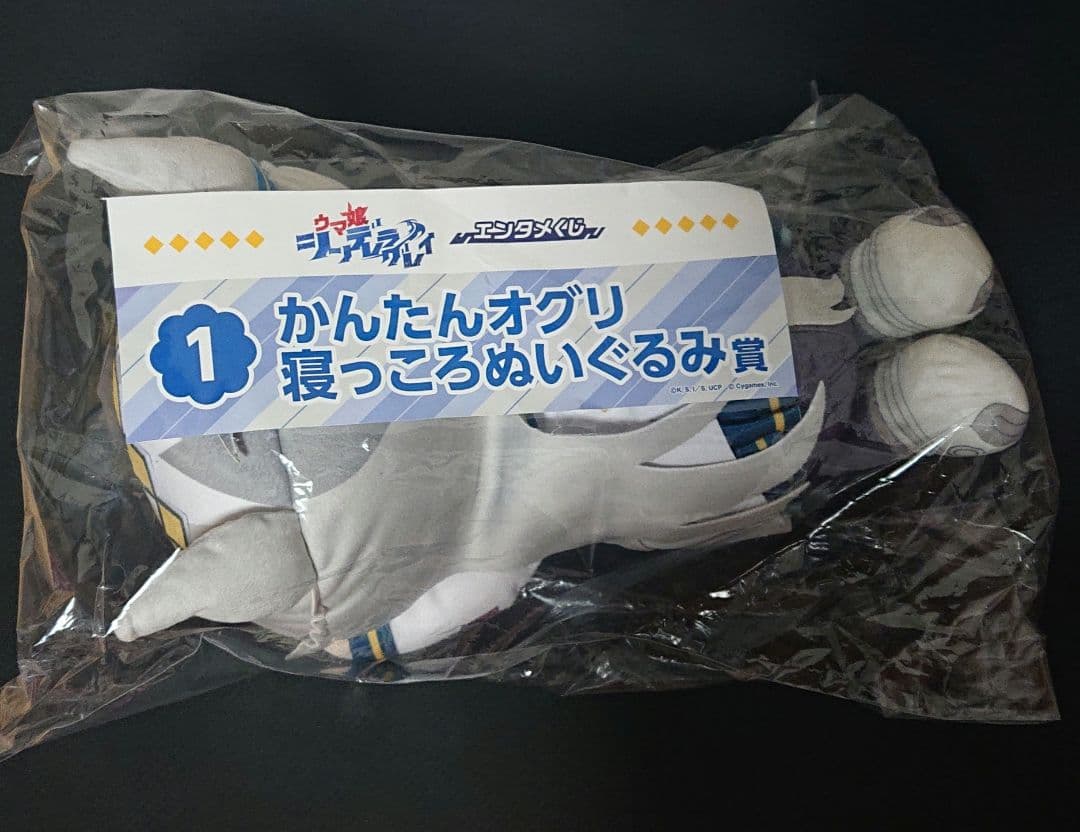 ウマ娘
シンデレラグレイ
エンタメくじ
1
かんたんオグリ
寝っころぬいぐるみ賞
©K, S, I／S, UCP © Cygames, Inc.